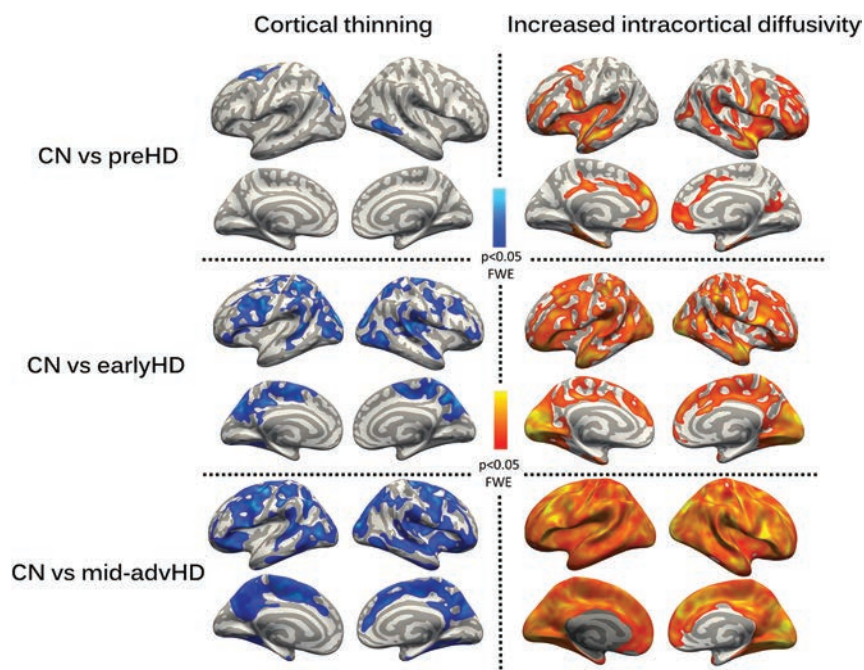 Cortical thinning
Increased intracortical diffusivity
CN vs preHD
p<0.05
FWE
CN vs earlyHD
p<0.05
FWE
CN vs mid-advHD